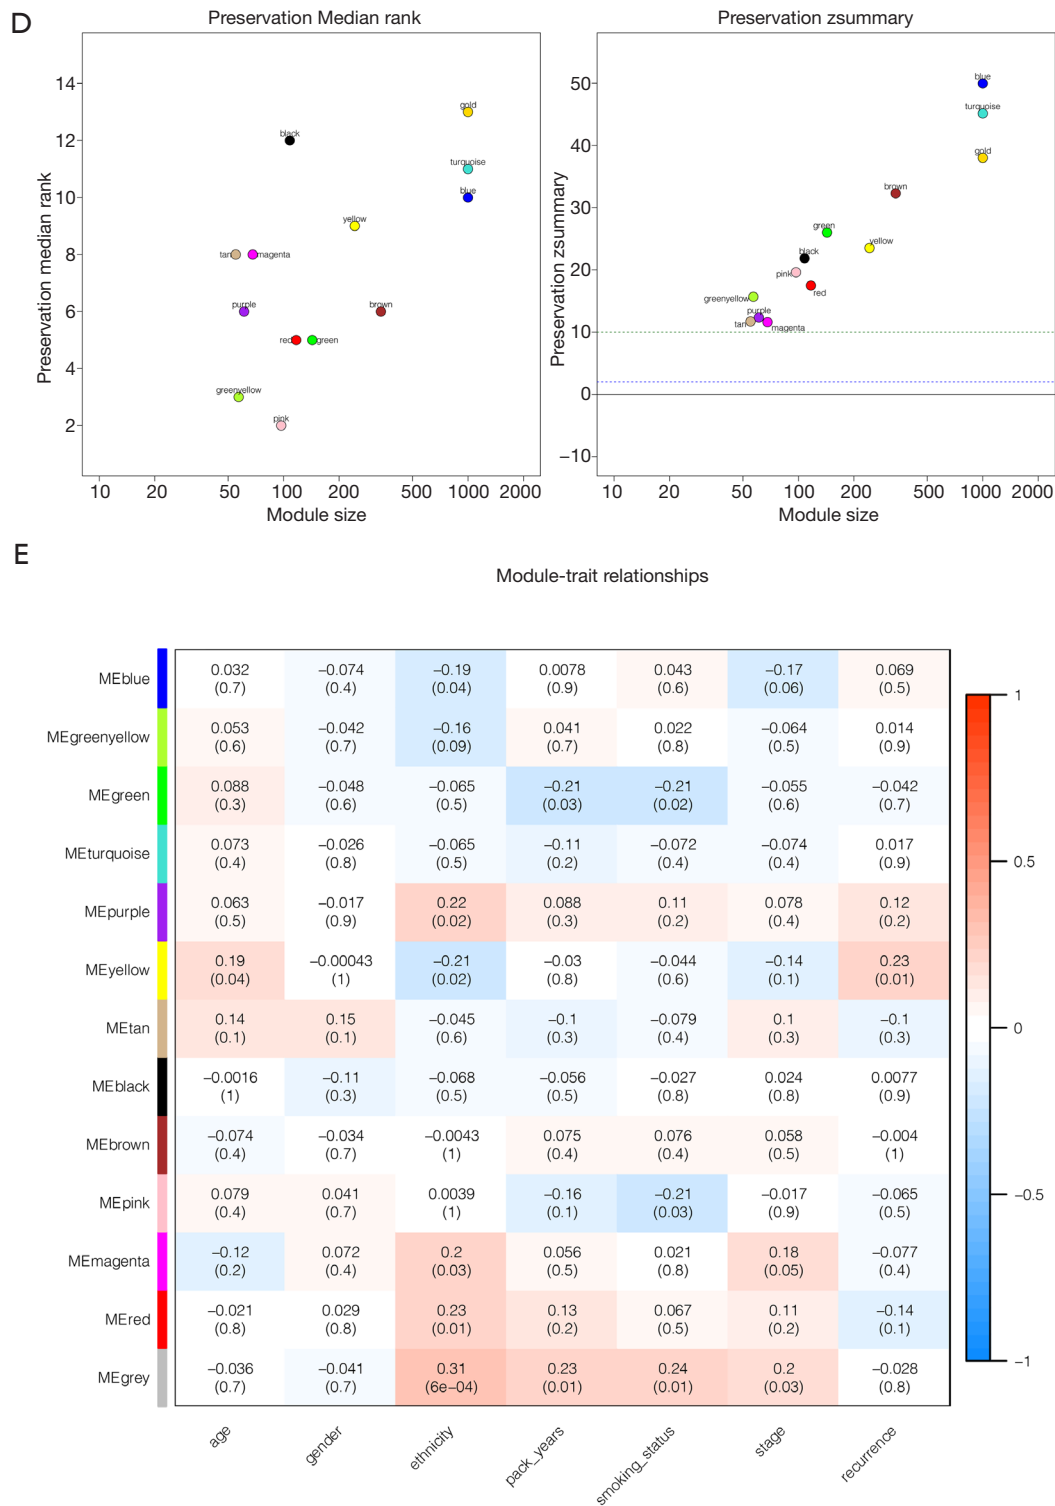 D
Preservation Median rank
Preservation median rank
14
12
10
8
6
4
2
gold
black
turquoise
blue
yellow
tan
magenta
purple
brown
red
green
greenyellow
pink
10 20 50 100 200 500 1000 2000
Module size
Preservation zsummary
Preservation zsummary
50
40
30
20
10
0
−10
blue
turquoise
gold
brown
green
yellow
black
pink
red
greenyellow
purple
tan
magenta
10 20 50 100 200 500 1000 2000
Module size
E
Module-trait relationships
MEblue
0.032 −0.074 −0.19 0.0078 0.043 −0.17 0.069
(0.7) (0.4) (0.04) (0.9) (0.6) (0.06) (0.5)
MEgreenyellow
0.053 −0.042 −0.16 0.041 0.022 −0.064 0.014
(0.6) (0.7) (0.09) (0.7) (0.8) (0.5) (0.9)
MEgreen
0.088 −0.048 −0.065 −0.21 −0.21 −0.055 −0.042
(0.3) (0.6) (0.5) (0.03) (0.02) (0.6) (0.7)
MEturquoise
0.073 −0.026 −0.065 −0.11 −0.072 −0.074 0.017
(0.4) (0.8) (0.5) (0.2) (0.4) (0.4) (0.9)
MEpurple
0.063 −0.017 0.22 0.088 0.11 0.078 0.12
(0.5) (0.9) (0.02) (0.3) (0.2) (0.4) (0.2)
MEyellow
0.19 −0.00043 −0.21 −0.03 −0.044 −0.14 0.23
(0.04) (1) (0.02) (0.8) (0.6) (0.1) (0.01)
MEtan
0.14 0.15 −0.045 −0.1 −0.079 0.1 −0.1
(0.1) (0.1) (0.6) (0.3) (0.4) (0.3) (0.3)
MEblack
−0.0016 −0.11 −0.068 −0.056 −0.027 0.024 0.0077
(1) (0.3) (0.5) (0.5) (0.8) (0.8) (0.9)
MEbrown
−0.074 −0.034 −0.0043 0.075 0.076 0.058 −0.004
(0.4) (0.7) (1) (0.4) (0.4) (0.5) (1)
MEpink
0.079 0.041 0.0039 −0.16 −0.21 −0.017 −0.065
(0.4) (0.7) (1) (0.1) (0.03) (0.9) (0.5)
MEmagenta
−0.12 0.072 0.2 0.056 0.021 0.18 −0.077
(0.2) (0.4) (0.03) (0.5) (0.8) (0.05) (0.4)
MEred
−0.021 0.029 0.23 0.13 0.067 0.11 −0.14
(0.8) (0.8) (0.01) (0.2) (0.5) (0.2) (0.1)
MEgrey
−0.036 −0.041 0.31 0.23 0.24 0.2 −0.028
(0.7) (0.7) (6e−04) (0.01) (0.01) (0.03) (0.8)
age gender ethnicity pack_years smoking_status stage recurrence
1
0.5
0
−0.5
−1